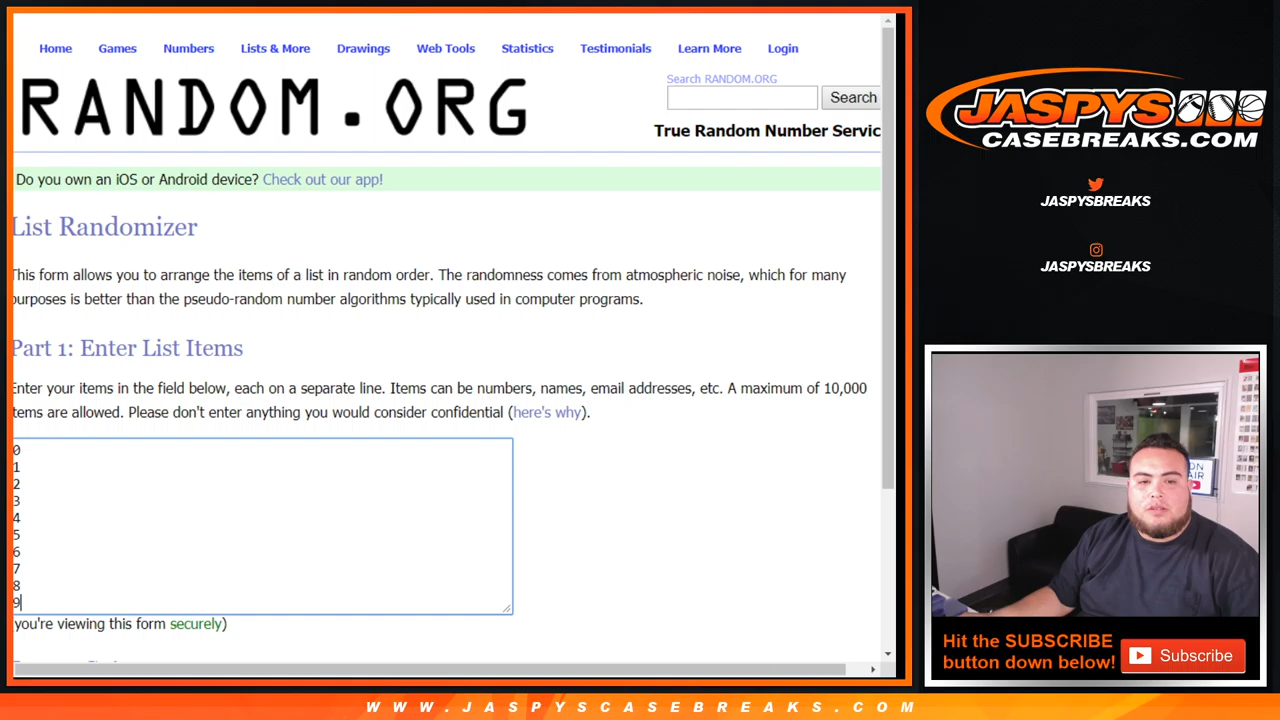 Home Games Numbers Lists & More Drawings Web Tools Statistics Testimonials Learn More Login
RANDOM.ORG
Search RANDOM.ORG
Search
True Random Number Servic
Do you own an iOS or Android device? Check out our app!
List Randomizer
This form allows you to arrange the items of a list in random order. The randomness comes from atmospheric noise, which for many
purposes is better than the pseudo-random number algorithms typically used in computer programs.
Part 1: Enter List Items
Enter your items in the field below, each on a separate line. Items can be numbers, names, email addresses, etc. A maximum of 10,000
items are allowed. Please don't enter anything you would consider confidential (here's why).
0
1
2
3
4
5
6
7
8
9
you're viewing this form securely)
JASPYS
CASEBREAKS.COM
JASPYSBREAKS
JASPYSBREAKS
ON
AIR
Hit the SUBSCRIBE
button down below!
Subscribe
WWW.JASPYSCASEBREAKS.COM